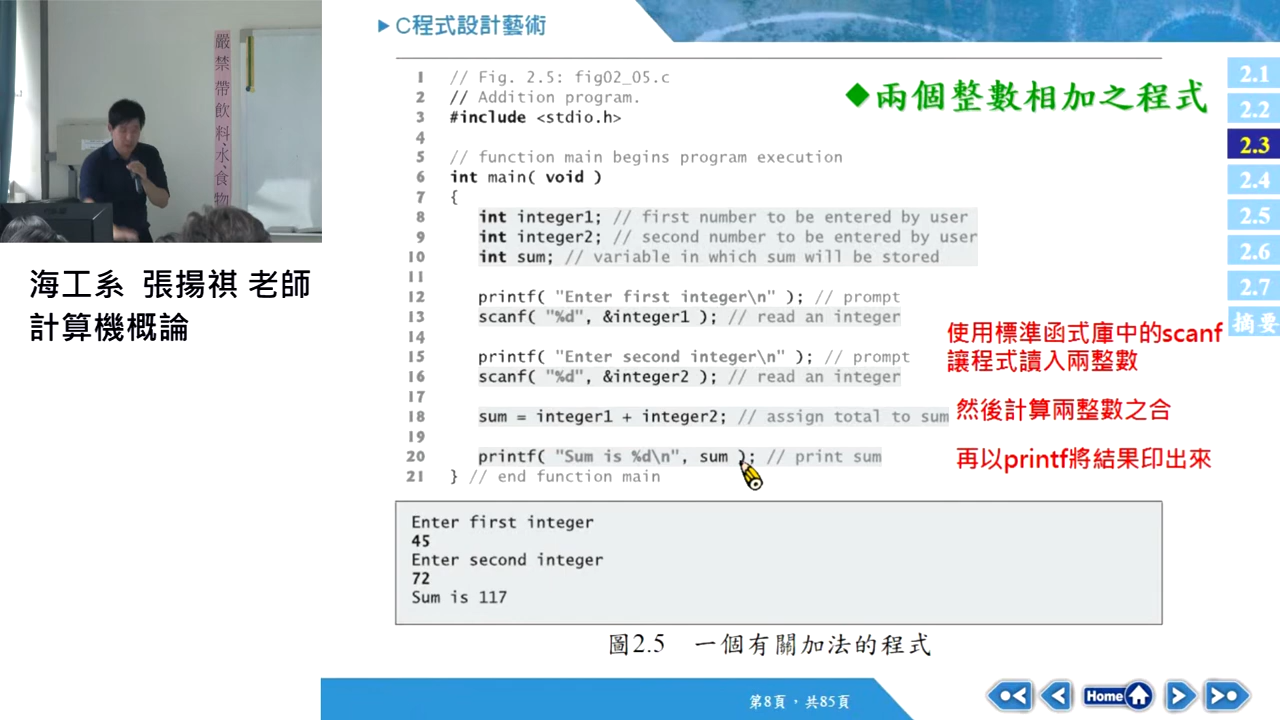 嚴禁帶飲料、水、食物
海工系 張揚祺 老師
計算機概論
C程式設計藝術
◆兩個整數相加之程式
1 // Fig. 2.5: fig02_05.c
2 // Addition program.
3 #include <stdio.h>
4
5 // function main begins program execution
6 int main( void )
7 {
8 int integer1; // first number to be entered by user
9 int integer2; // second number to be entered by user
10 int sum; // variable in which sum will be stored
11
12 printf( "Enter first integer\n" ); // prompt
13 scanf( "%d", &integer1 ); // read an integer
14
15 printf( "Enter second integer\n" ); // prompt
16 scanf( "%d", &integer2 ); // read an integer
17
18 sum = integer1 + integer2; // assign total to sum
19
20 printf( "Sum is %d\n", sum ); // print sum
21 } // end function main
使用標準函式庫中的scanf
讓程式讀入兩整數
然後計算兩整數之合
再以printf將結果印出來
Enter first integer
45
Enter second integer
72
Sum is 117
圖2.5 一個有關加法的程式
2.1
2.2
2.3
2.4
2.5
2.6
2.7
摘要
第8頁，共85頁
Home